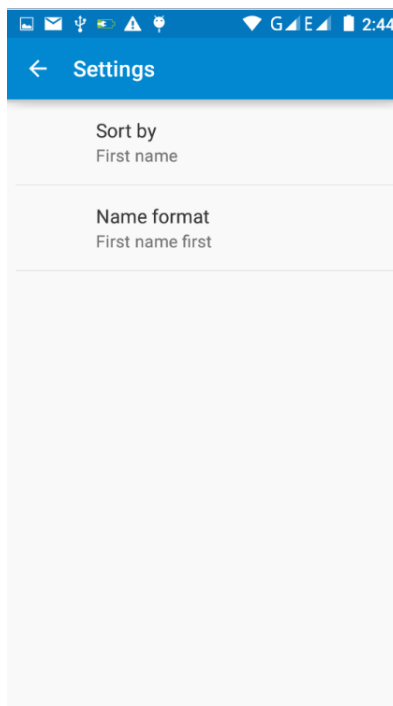 G E 2:44
Settings
Sort by
First name
Name format
First name first